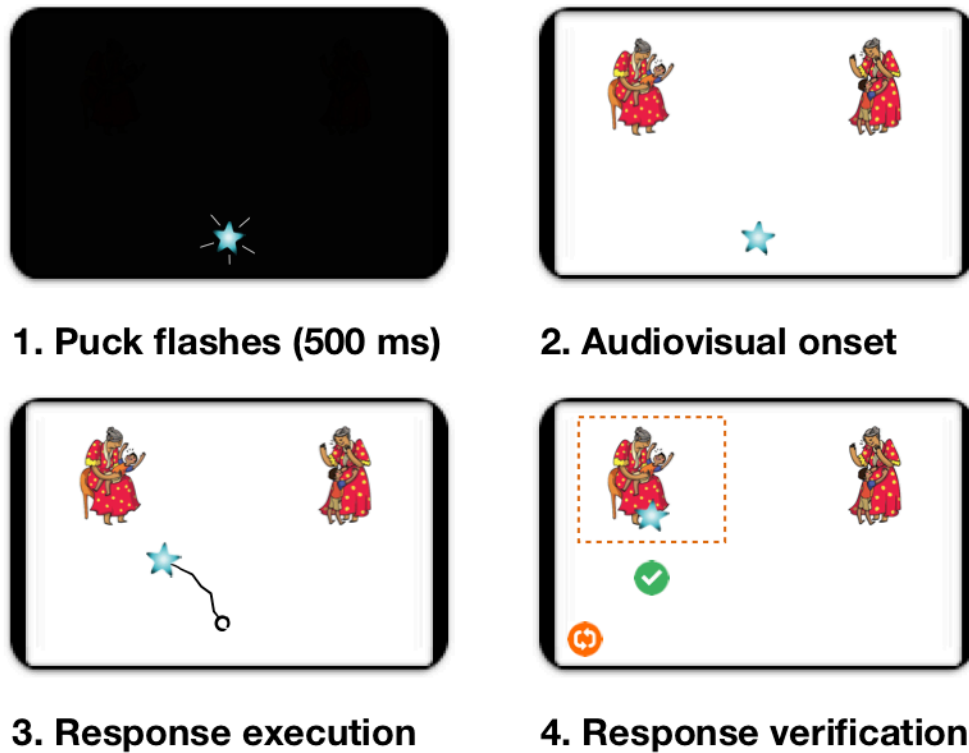 1. Puck flashes (500 ms)
2. Audiovisual onset
3. Response execution
4. Response verification